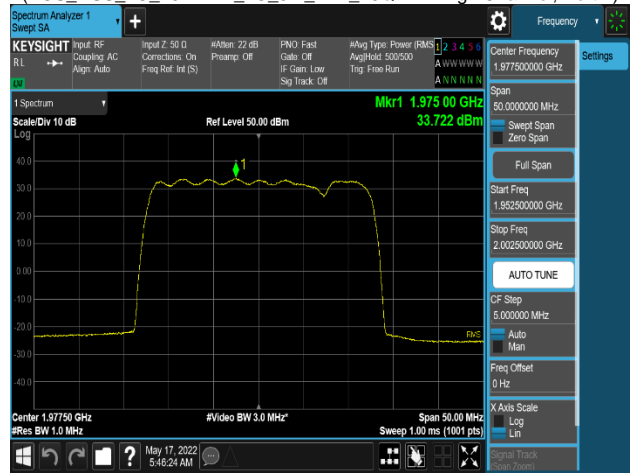 Spectrum Analyzer 1
Swept SA
Frequency
KEYSIGHT
RL
Input: RF
Coupling: AC
Align: Auto
Input Z: 50 Ω
Corrections: On
Freq Ref: Int (S)
#Atten: 22 dB
Preamp: Off
PNO: Fast
Gate: Off
IF Gain: Low
Sig Track: Off
#Avg Type: Power (RMS)
Avg|Hold: 500/500
Trig: Free Run
1 2 3 4 5 6
A W W W W W
A N N N N N
1 Spectrum
Scale/Div 10 dB
Log
Ref Level 50.00 dBm
Mkr1 1.975 00 GHz
33.722 dBm
40.0
30.0
20.0
10.0
0.00
-10.0
-20.0
-30.0
-40.0
1
RMS
Center 1.97750 GHz
#Res BW 1.0 MHz
#Video BW 3.0 MHz*
Span 50.00 MHz
Sweep 1.00 ms (1001 pts)
Center Frequency
1.977500000 GHz
Settings
Span
50.0000000 MHz
Swept Span
Zero Span
Full Span
Start Freq
1.952500000 GHz
Stop Freq
2.002500000 GHz
AUTO TUNE
CF Step
5.000000 MHz
Auto
Man
Freq Offset
0 Hz
X Axis Scale
Log
Lin
Signal Track
(Span Zoom)
?
May 17, 2022
5:46:24 AM